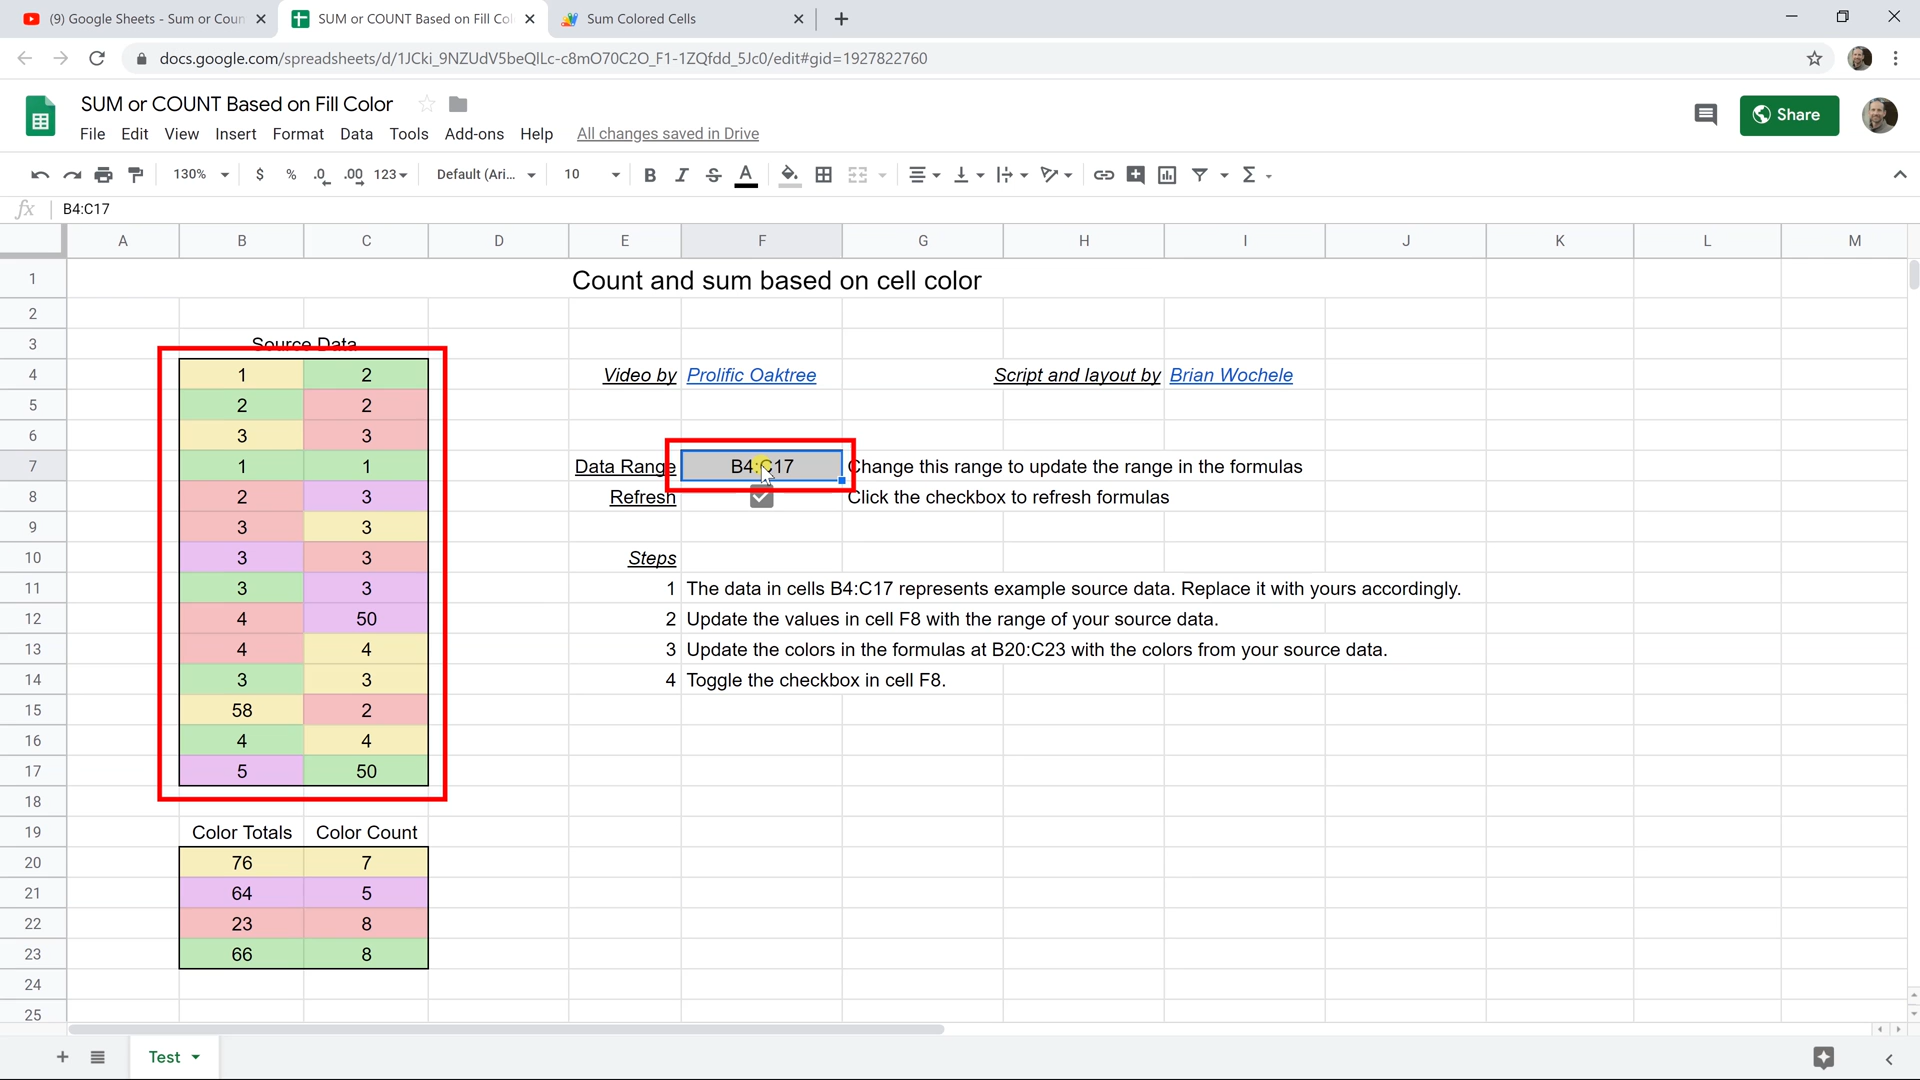 (9) Google Sheets - Sum or Coun
SUM or COUNT Based on Fill Col
Sum Colored Cells
docs.google.com/spreadsheets/d/1JCki_9NZUdV5beQlLc-c8mO70C2O_F1-1ZQfdd_5Jc0/edit#gid=1927822760
SUM or COUNT Based on Fill Color
Share
File Edit View Insert Format Data Tools Add-ons Help All changes saved in Drive
130% $ % .0 .00 123 Default (Ari... 10 B I S A Σ
fx B4:C17
A B C D E F G H I J K L M
1 Count and sum based on cell color
2
3 Source Data
4 1 2 Video by Prolific Oaktree Script and layout by Brian Wochele
5 2 2
6 3 3
7 1 1 Data Range B4:C17 Change this range to update the range in the formulas
8 2 3 Refresh Click the checkbox to refresh formulas
9 3 3
10 3 3 Steps
11 3 3 1 The data in cells B4:C17 represents example source data. Replace it with yours accordingly.
12 4 50 2 Update the values in cell F8 with the range of your source data.
13 4 4 3 Update the colors in the formulas at B20:C23 with the colors from your source data.
14 3 3 4 Toggle the checkbox in cell F8.
15 58 2
16 4 4
17 5 50
18
19 Color Totals Color Count
20 76 7
21 64 5
22 23 8
23 66 8
24
25
Test